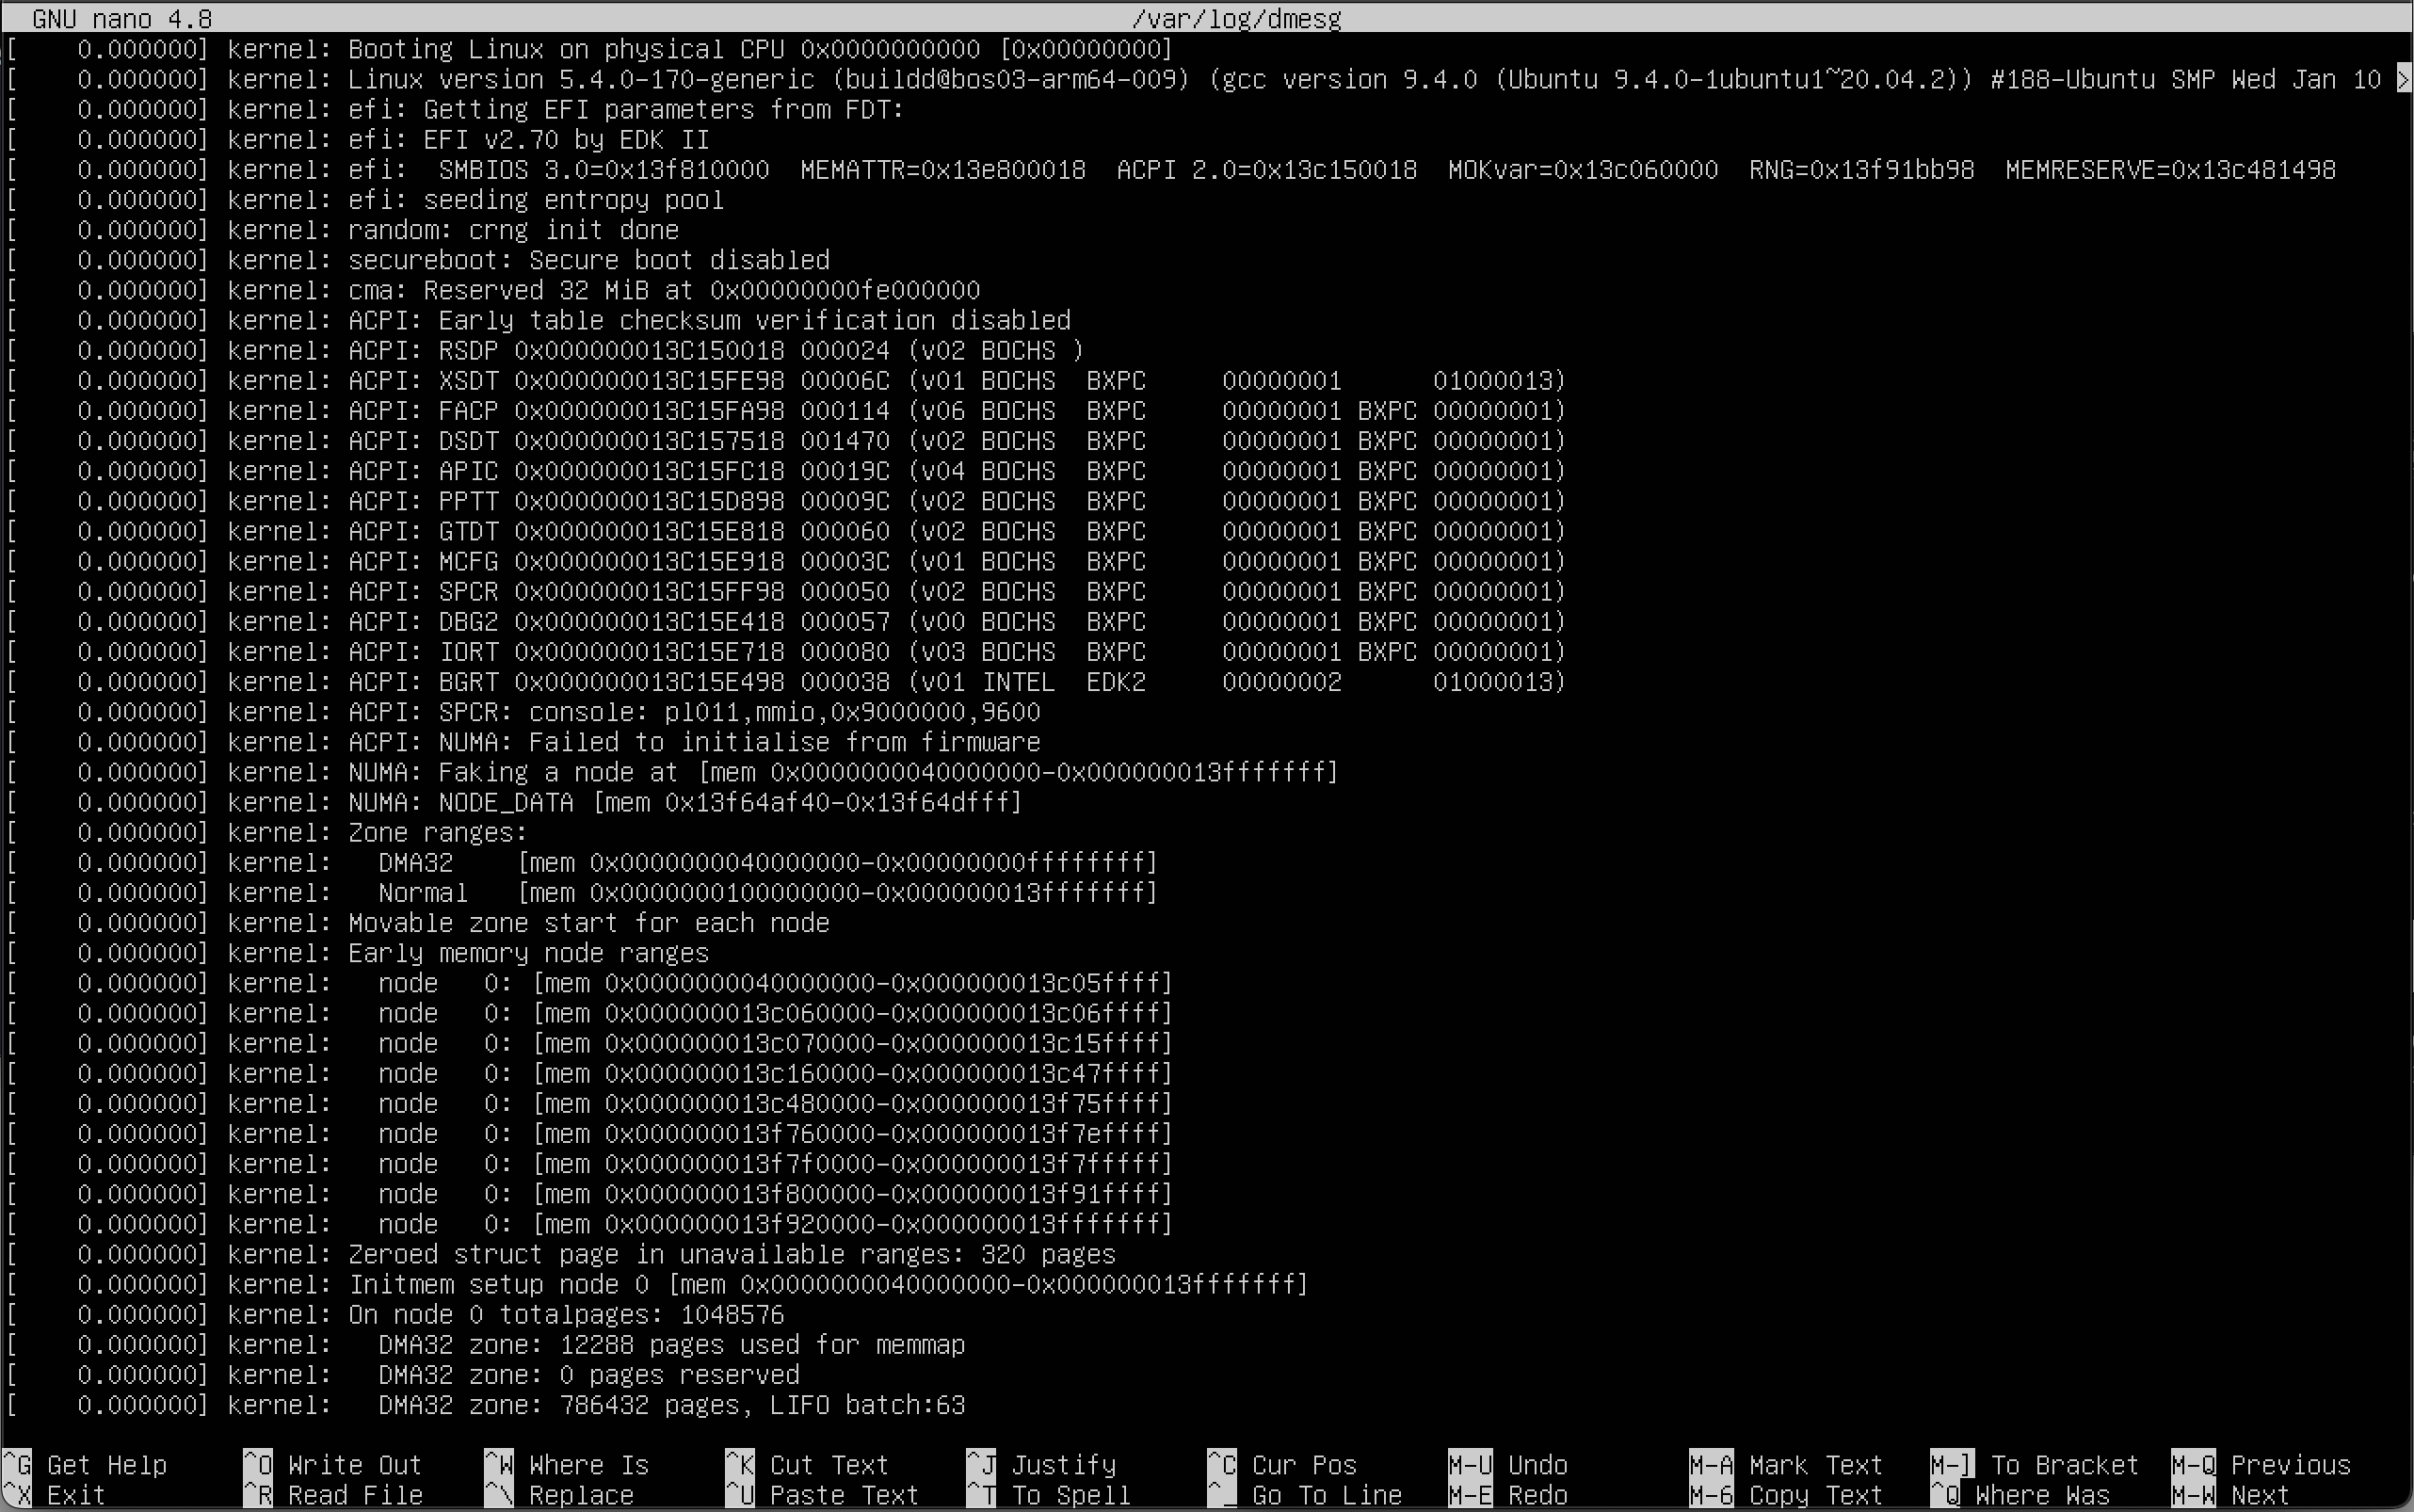 GNU nano 4.8 /var/log/dmesg
[    0.000000] kernel: Booting Linux on physical CPU 0x0000000000 [0x00000000]
[    0.000000] kernel: Linux version 5.4.0-170-generic (buildd@bos03-arm64-009) (gcc version 9.4.0 (Ubuntu 9.4.0-1ubuntu1~20.04.2)) #188-Ubuntu SMP Wed Jan 10 >
[    0.000000] kernel: efi: Getting EFI parameters from FDT:
[    0.000000] kernel: efi: EFI v2.70 by EDK II
[    0.000000] kernel: efi:  SMBIOS 3.0=0x13f810000  MEMATTR=0x13e800018  ACPI 2.0=0x13c150018  MOKvar=0x13c060000  RNG=0x13f91bb98  MEMRESERVE=0x13c481498
[    0.000000] kernel: efi: seeding entropy pool
[    0.000000] kernel: random: crng init done
[    0.000000] kernel: secureboot: Secure boot disabled
[    0.000000] kernel: cma: Reserved 32 MiB at 0x00000000fe000000
[    0.000000] kernel: ACPI: Early table checksum verification disabled
[    0.000000] kernel: ACPI: RSDP 0x000000013C150018 000024 (v02 BOCHS )
[    0.000000] kernel: ACPI: XSDT 0x000000013C15FE98 00006C (v01 BOCHS  BXPC     00000001      01000013)
[    0.000000] kernel: ACPI: FACP 0x000000013C15FA98 000114 (v06 BOCHS  BXPC     00000001 BXPC 00000001)
[    0.000000] kernel: ACPI: DSDT 0x000000013C157518 001470 (v02 BOCHS  BXPC     00000001 BXPC 00000001)
[    0.000000] kernel: ACPI: APIC 0x000000013C15FC18 00019C (v04 BOCHS  BXPC     00000001 BXPC 00000001)
[    0.000000] kernel: ACPI: PPTT 0x000000013C15D898 00009C (v02 BOCHS  BXPC     00000001 BXPC 00000001)
[    0.000000] kernel: ACPI: GTDT 0x000000013C15E818 000060 (v02 BOCHS  BXPC     00000001 BXPC 00000001)
[    0.000000] kernel: ACPI: MCFG 0x000000013C15E918 00003C (v01 BOCHS  BXPC     00000001 BXPC 00000001)
[    0.000000] kernel: ACPI: SPCR 0x000000013C15FF98 000050 (v02 BOCHS  BXPC     00000001 BXPC 00000001)
[    0.000000] kernel: ACPI: DBG2 0x000000013C15E418 000057 (v00 BOCHS  BXPC     00000001 BXPC 00000001)
[    0.000000] kernel: ACPI: IORT 0x000000013C15E718 000080 (v03 BOCHS  BXPC     00000001 BXPC 00000001)
[    0.000000] kernel: ACPI: BGRT 0x000000013C15E498 000038 (v01 INTEL  EDK2     00000002      01000013)
[    0.000000] kernel: ACPI: SPCR: console: pl011,mmio,0x9000000,9600
[    0.000000] kernel: ACPI: NUMA: Failed to initialise from firmware
[    0.000000] kernel: NUMA: Faking a node at [mem 0x0000000040000000-0x000000013fffffff]
[    0.000000] kernel: NUMA: NODE_DATA [mem 0x13f64af40-0x13f64dfff]
[    0.000000] kernel: Zone ranges:
[    0.000000] kernel:   DMA32    [mem 0x0000000040000000-0x00000000ffffffff]
[    0.000000] kernel:   Normal   [mem 0x0000000100000000-0x000000013fffffff]
[    0.000000] kernel: Movable zone start for each node
[    0.000000] kernel: Early memory node ranges
[    0.000000] kernel:   node   0: [mem 0x0000000040000000-0x000000013c05ffff]
[    0.000000] kernel:   node   0: [mem 0x000000013c060000-0x000000013c06ffff]
[    0.000000] kernel:   node   0: [mem 0x000000013c070000-0x000000013c15ffff]
[    0.000000] kernel:   node   0: [mem 0x000000013c160000-0x000000013c47ffff]
[    0.000000] kernel:   node   0: [mem 0x000000013c480000-0x000000013f75ffff]
[    0.000000] kernel:   node   0: [mem 0x000000013f760000-0x000000013f7effff]
[    0.000000] kernel:   node   0: [mem 0x000000013f7f0000-0x000000013f7fffff]
[    0.000000] kernel:   node   0: [mem 0x000000013f800000-0x000000013f91ffff]
[    0.000000] kernel:   node   0: [mem 0x000000013f920000-0x000000013fffffff]
[    0.000000] kernel: Zeroed struct page in unavailable ranges: 320 pages
[    0.000000] kernel: Initmem setup node 0 [mem 0x0000000040000000-0x000000013fffffff]
[    0.000000] kernel: On node 0 totalpages: 1048576
[    0.000000] kernel:   DMA32 zone: 12288 pages used for memmap
[    0.000000] kernel:   DMA32 zone: 0 pages reserved
[    0.000000] kernel:   DMA32 zone: 786432 pages, LIFO batch:63
^G Get Help ^O Write Out ^W Where Is ^K Cut Text ^J Justify ^C Cur Pos M-U Undo M-A Mark Text M-] To Bracket M-Q Previous
^X Exit ^R Read File ^\ Replace ^U Paste Text ^T To Spell ^_ Go To Line M-E Redo M-6 Copy Text ^Q Where Was M-W Next